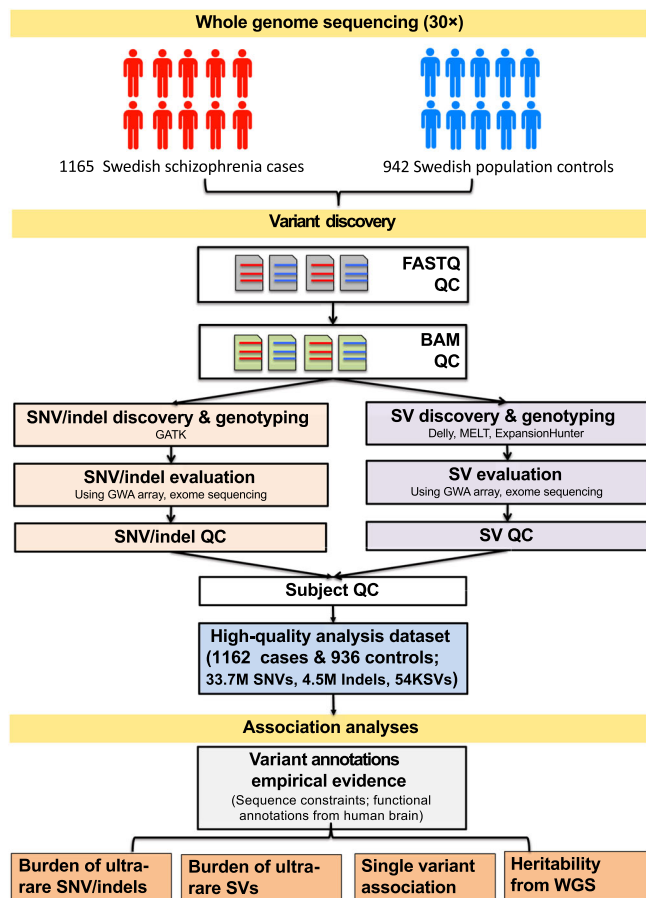 Whole genome sequencing (30×)
1165 Swedish schizophrenia cases
942 Swedish population controls
Variant discovery
FASTQ
QC
BAM
QC
SNV/indel discovery & genotyping
GATK
SV discovery & genotyping
Delly, MELT, ExpansionHunter
SNV/indel evaluation
Using GWA array, exome sequencing
SV evaluation
Using GWA array, exome sequencing
SNV/indel QC
SV QC
Subject QC
High-quality analysis dataset
(1162 cases & 936 controls;
33.7M SNVs, 4.5M Indels, 54KSVs)
Association analyses
Variant annotations
empirical evidence
(Sequence constraints; functional
annotations from human brain)
Burden of ultra-
rare SNV/indels
Burden of ultra-
rare SVs
Single variant
association
Heritability
from WGS